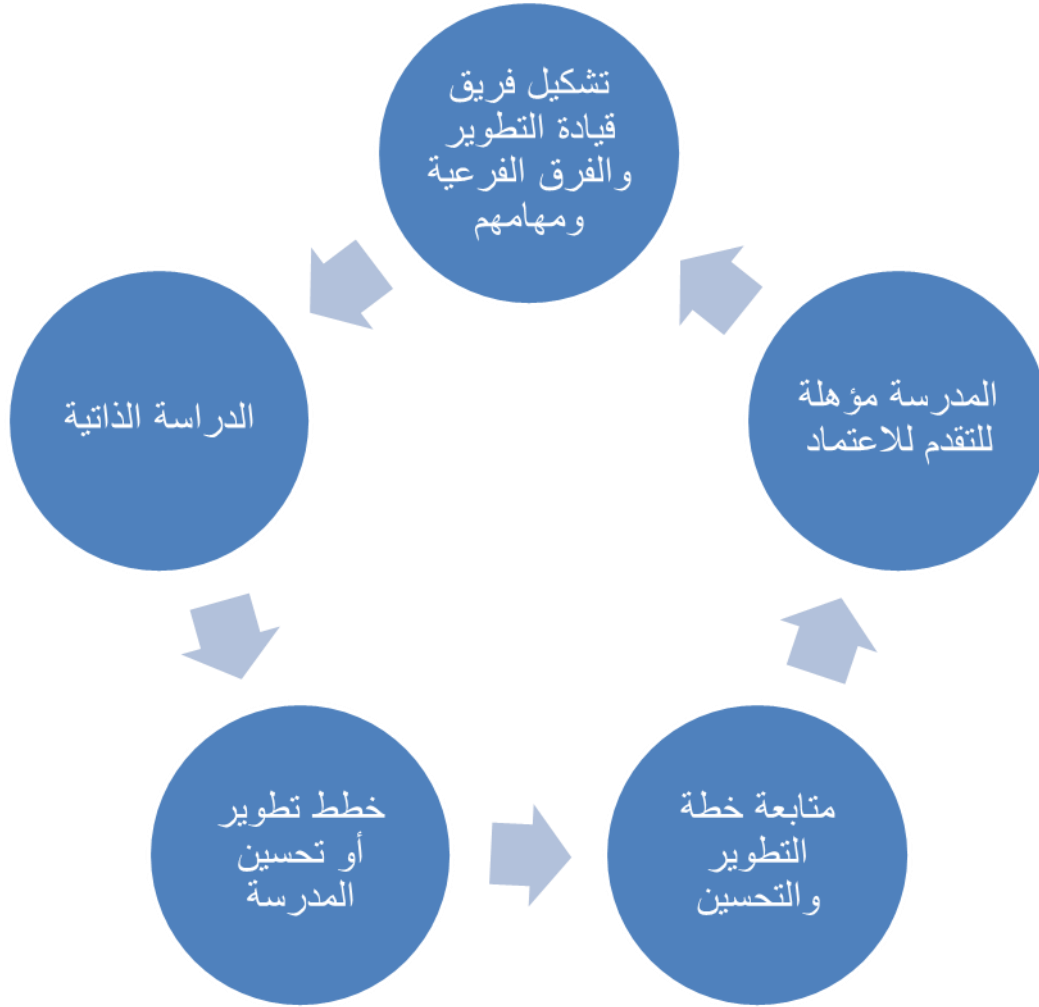 تشكيل فريق
قيادة التطوير
والفرق الفرعية
ومهامهم
الدراسة الذاتية
خطط تطوير
أو تحسين
المدرسة
متابعة خطة
التطوير
والتحسين
المدرسة مؤهلة
للتقدم للاعتماد